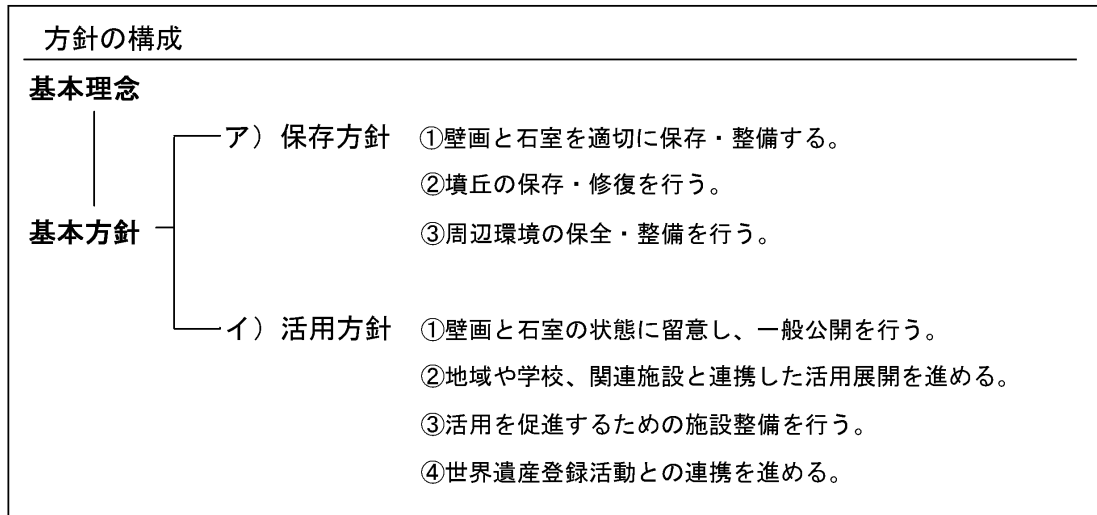 方針の構成
基本理念
ア）保存方針 ①壁画と石室を適切に保存・整備する。
②墳丘の保存・修復を行う。
基本方針 ③周辺環境の保全・整備を行う。
イ）活用方針 ①壁画と石室の状態に留意し、一般公開を行う。
②地域や学校、関連施設と連携した活用展開を進める。
③活用を促進するための施設整備を行う。
④世界遺産登録活動との連携を進める。